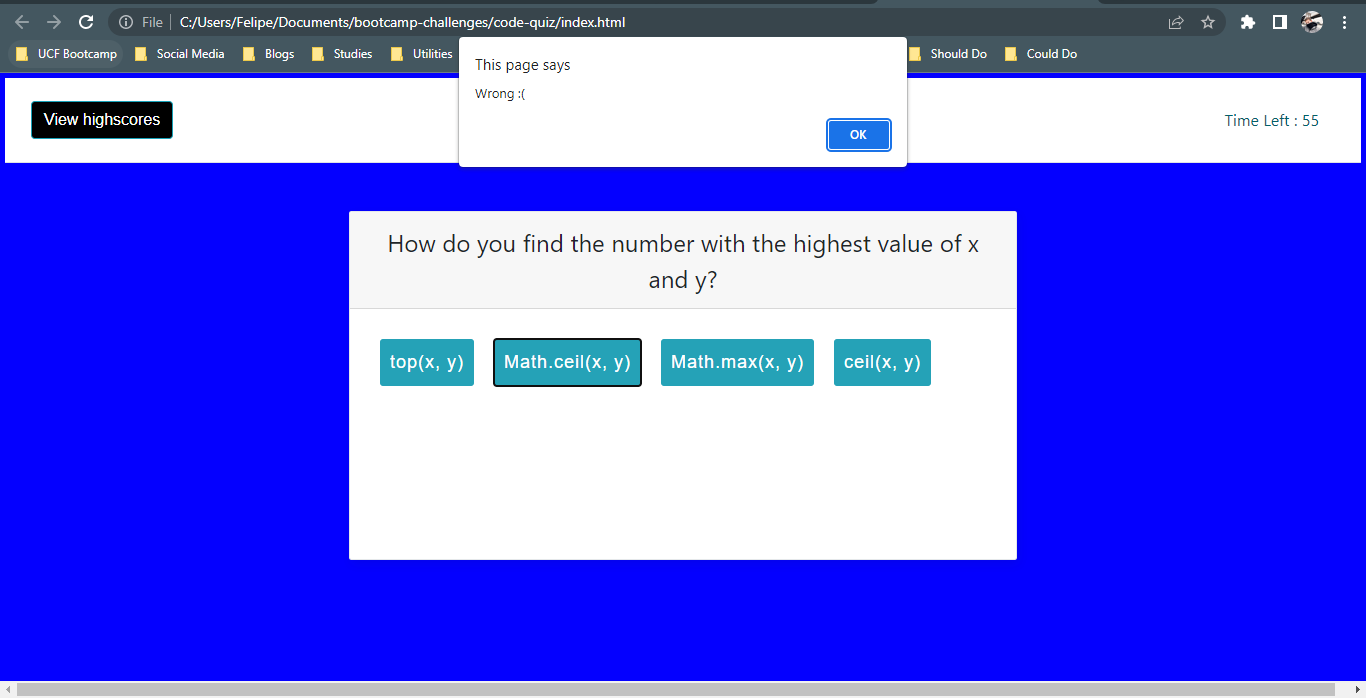 File | C:/Users/Felipe/Documents/bootcamp-challenges/code-quiz/index.html
UCF Bootcamp Social Media Blogs Studies Utilities Should Do Could Do
This page says
Wrong :(
OK
View highscores
Time Left : 55
How do you find the number with the highest value of x
and y?
top(x, y) Math.ceil(x, y) Math.max(x, y) ceil(x, y)